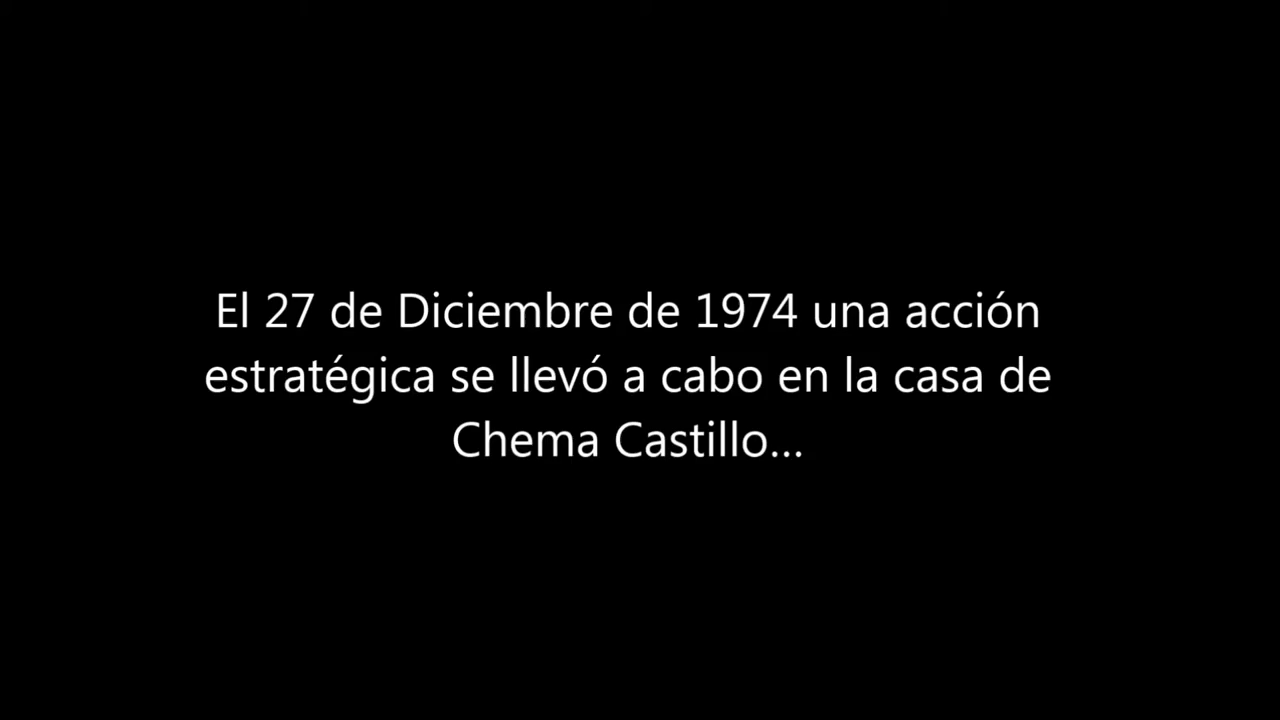 El 27 de Diciembre de 1974 una acción
estratégica se llevó a cabo en la casa de
Chema Castillo...